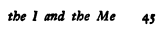 the I and the Me 45